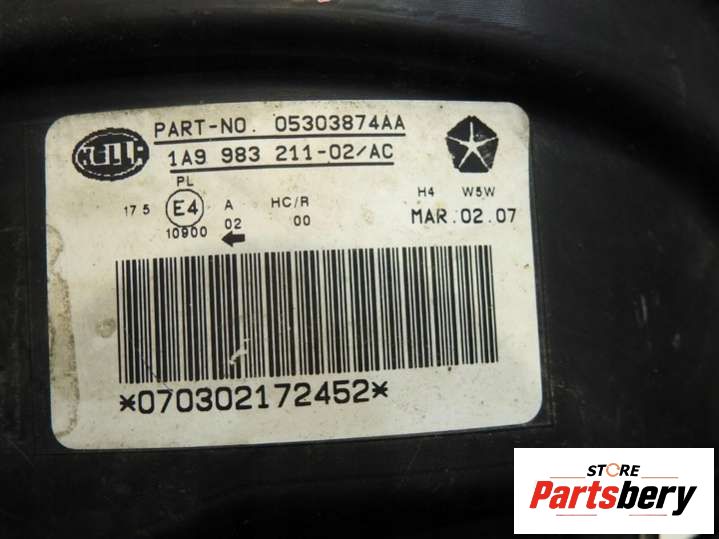 PART-NO. 05303874AA
1A9 983 211-02/AC
PL
17 5 E4 A HC/R
10900 02 00
H4 W5W
MAR.02.07
*070302172452*
STORE
Partsbery